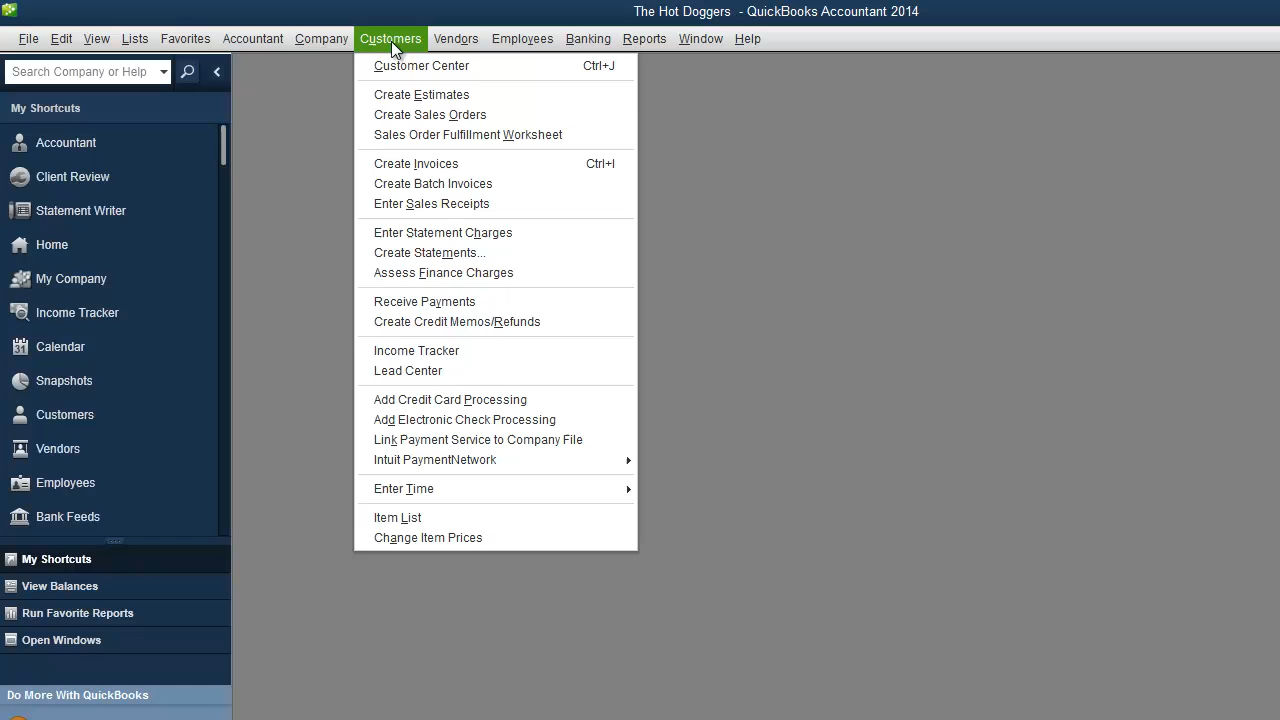 The Hot Doggers - QuickBooks Accountant 2014
File Edit View Lists Favorites Accountant Company Customers Vendors Employees Banking Reports Window Help
Search Company or Help
My Shortcuts
Accountant
Client Review
Statement Writer
Home
My Company
Income Tracker
31 Calendar
Snapshots
Customers
Vendors
Employees
Bank Feeds
My Shortcuts
View Balances
Run Favorite Reports
Open Windows
Do More With QuickBooks
Customer Center Ctrl+J
Create Estimates
Create Sales Orders
Sales Order Fulfillment Worksheet
Create Invoices Ctrl+I
Create Batch Invoices
Enter Sales Receipts
Enter Statement Charges
Create Statements...
Assess Finance Charges
Receive Payments
Create Credit Memos/Refunds
Income Tracker
Lead Center
Add Credit Card Processing
Add Electronic Check Processing
Link Payment Service to Company File
Intuit PaymentNetwork
Enter Time
Item List
Change Item Prices